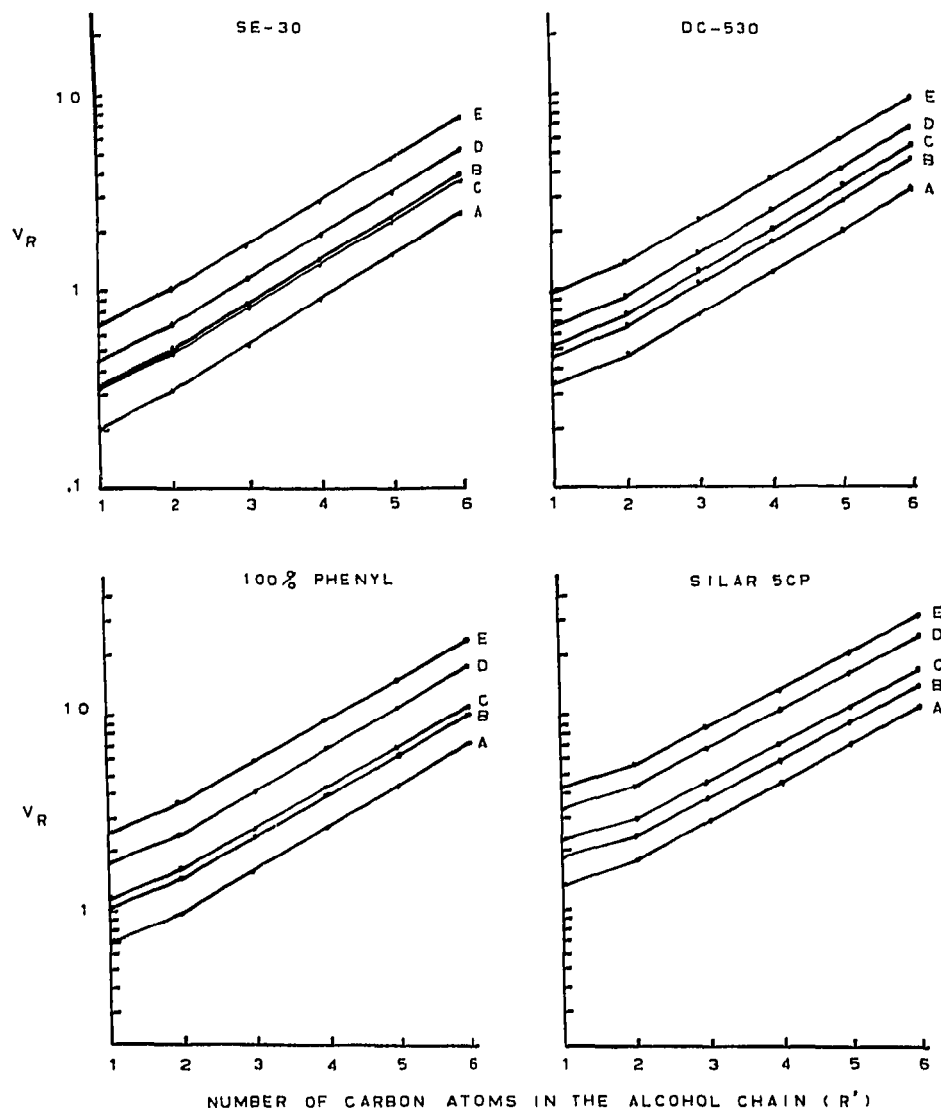 SE-30
DC-530
10
1
.1
V_R
E
D
B
C
A
E
D
C
B
A
1 2 3 4 5 6
1 2 3 4 5 6
100% PHENYL
SILAR 5CP
10
1
V_R
E
D
C
B
A
E
D
C
B
A
1 2 3 4 5 6
1 2 3 4 5 6
NUMBER OF CARBON ATOMS IN THE ALCOHOL CHAIN (R')